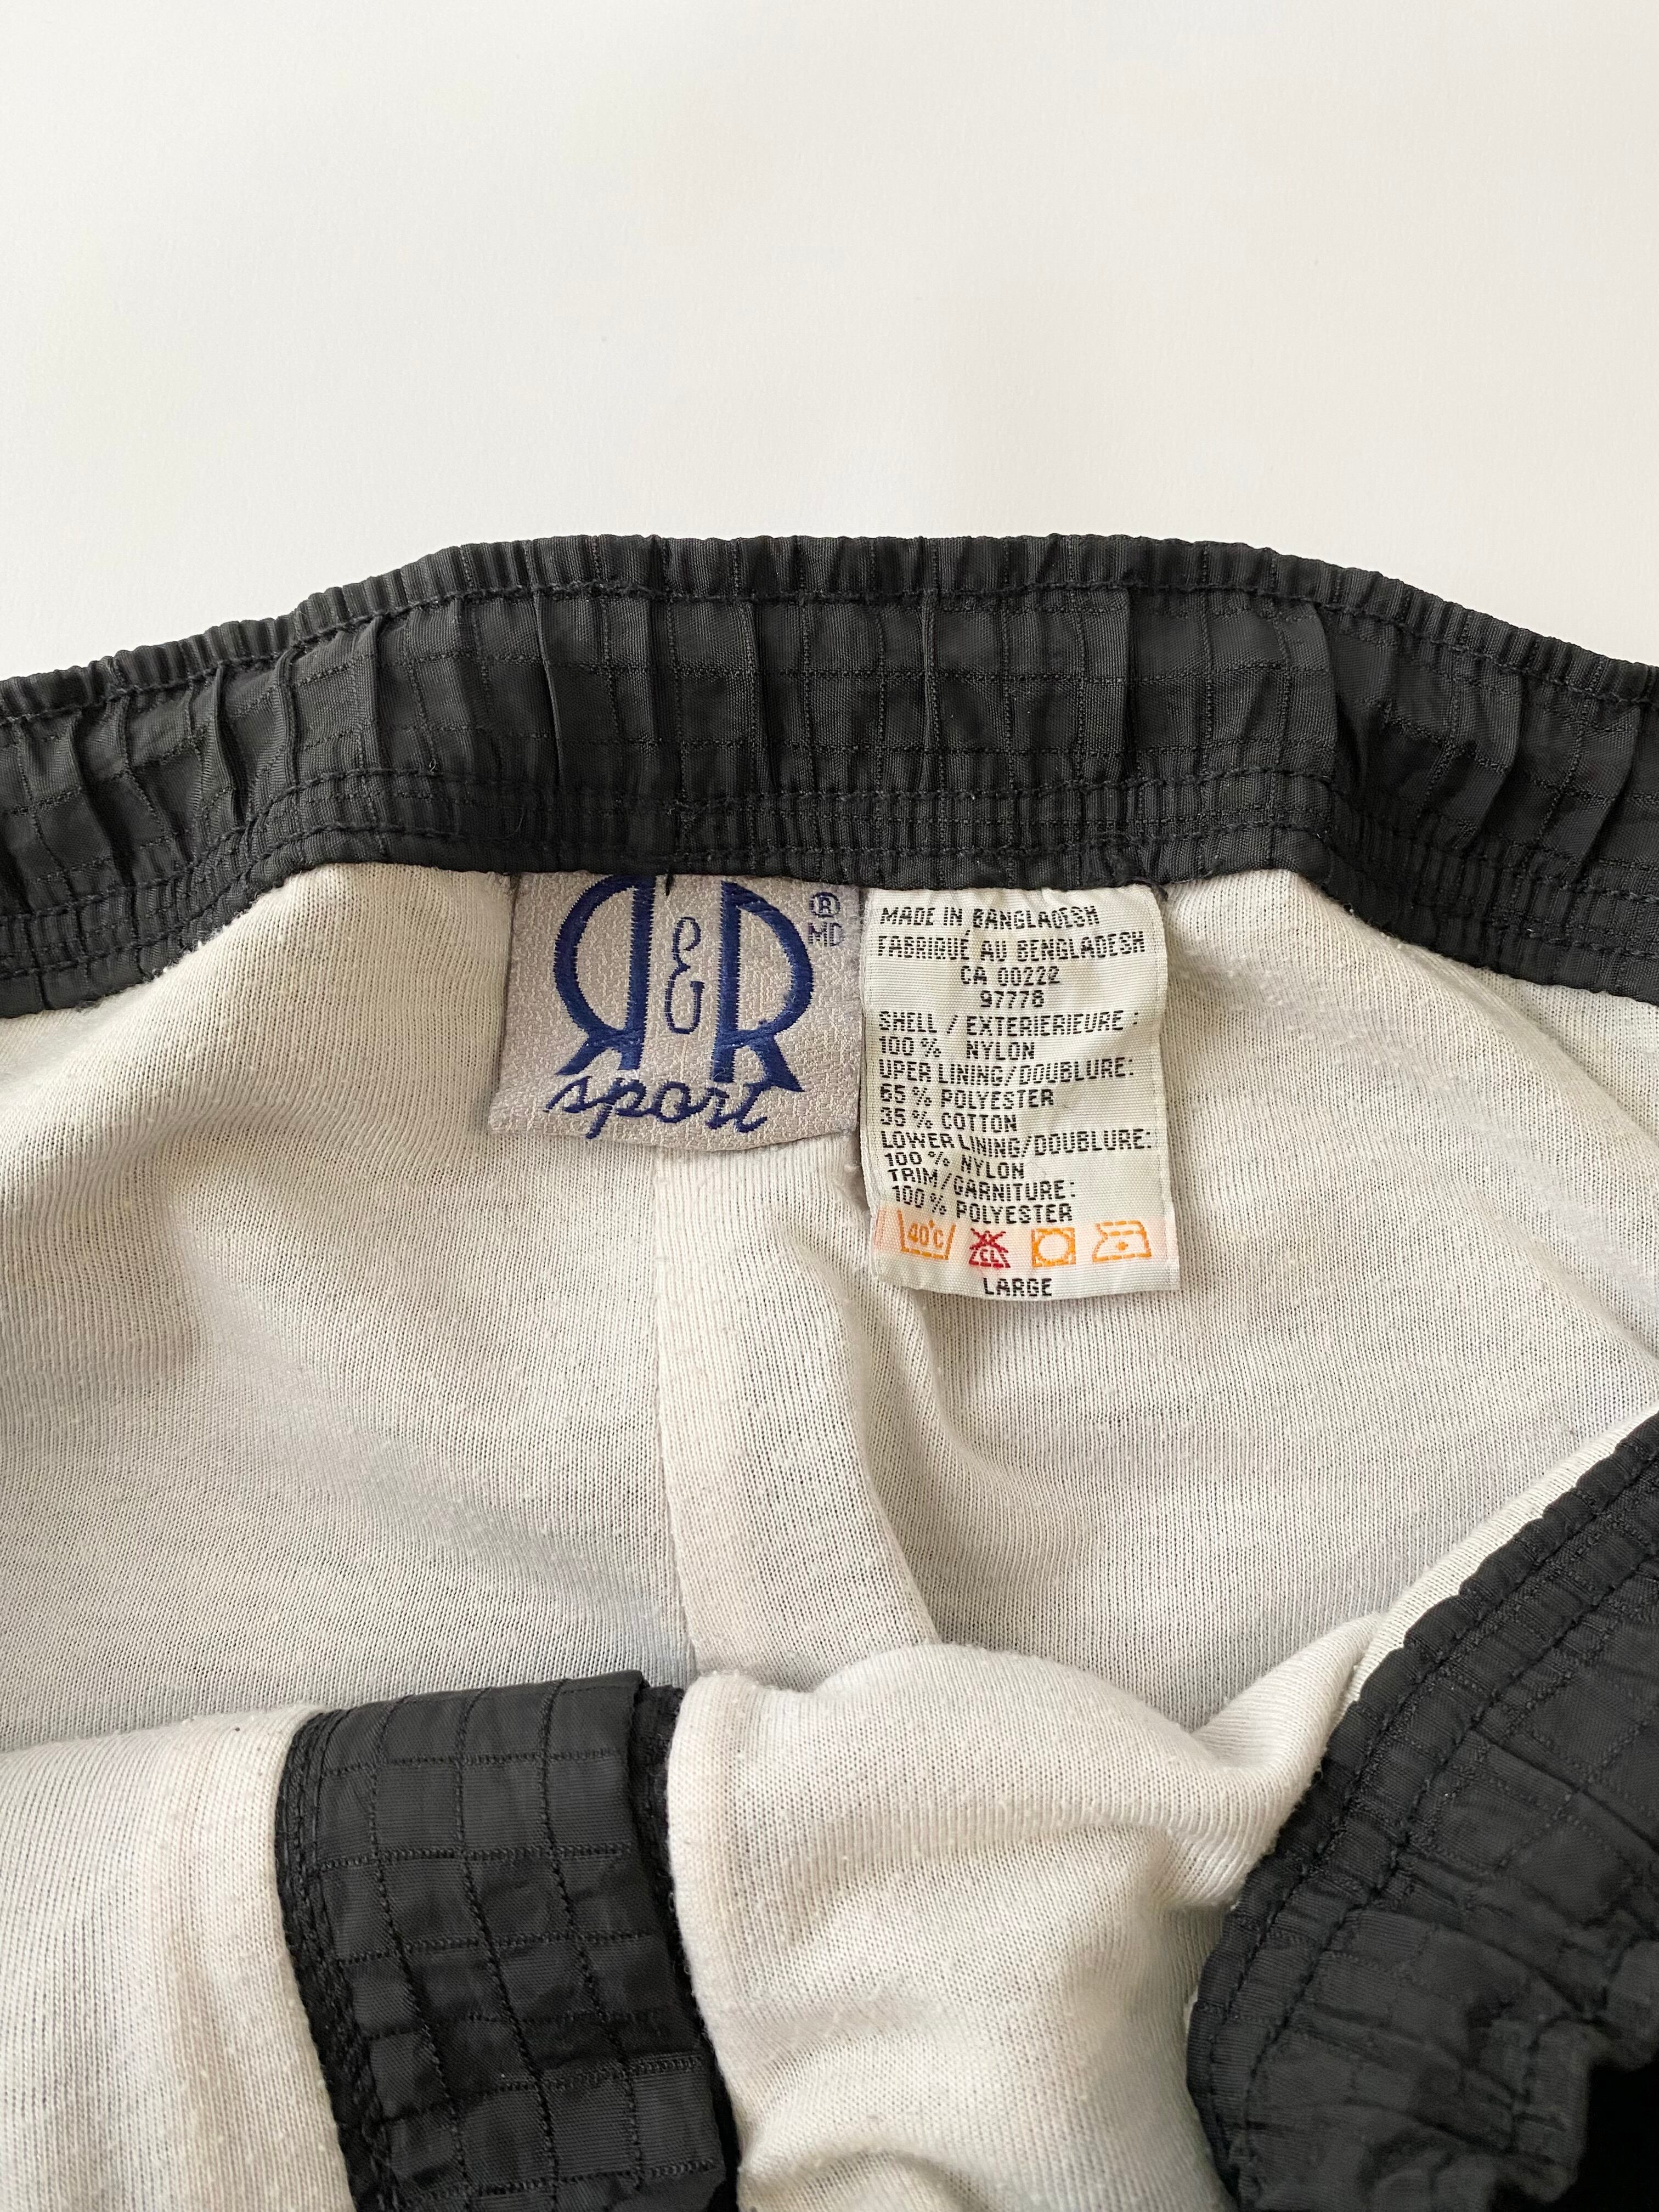 R&R
®
MD
sport
MADE IN BANGLADESH
FABRIQUE AU BENGLADESH
CA 00222
97778
SHELL / EXTERIERIEURE :
100 % NYLON
UPER LINING/DOUBLURE:
65 % POLYESTER
35 % COTTON
LOWER LINING/DOUBLURE:
100 % NYLON
TRIM/GARNITURE:
100 % POLYESTER
40°C CL
LARGE